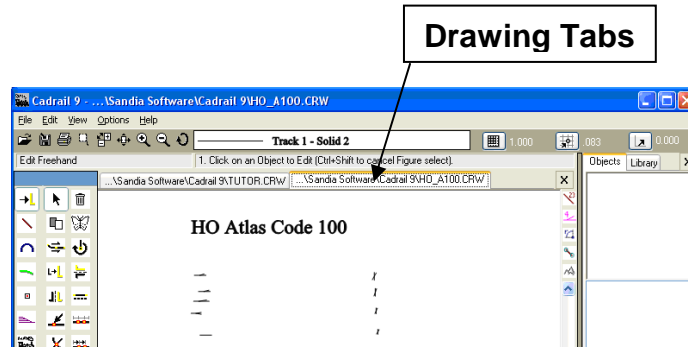 Drawing Tabs
Cadrail 9 - ...\Sandia Software\Cadrail 9\HO_A100.CRW
File Edit View Options Help
Track 1 - Solid 2 1.000 .083 0.000
Edit Freehand 1. Click on an Object to Edit (Ctrl+Shift to cancel Figure select). Objects Library X
...\Sandia Software\Cadrail 9\TUTOR.CRW ...\Sandia Software\Cadrail 9\HO_A100.CRW X
HO Atlas Code 100